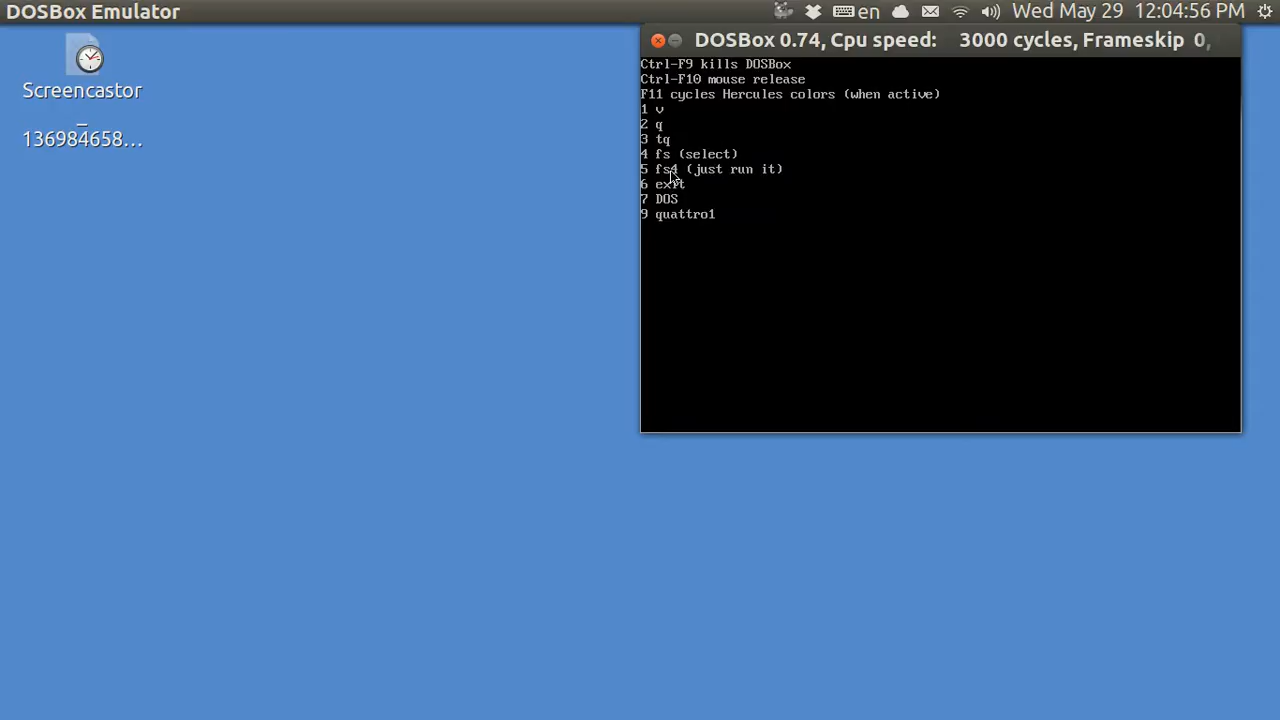 DOSBox Emulator
en
Wed May 29 12:04:56 PM
Screencastor
_
136984658...
DOSBox 0.74, Cpu speed: 3000 cycles, Frameskip 0,
Ctrl-F9 kills DOSBox
Ctrl-F10 mouse release
F11 cycles Hercules colors (when active)
1 v
2 q
3 tq
4 fs (select)
5 fs4 (just run it)
6 exit
7 DOS
9 quattro1